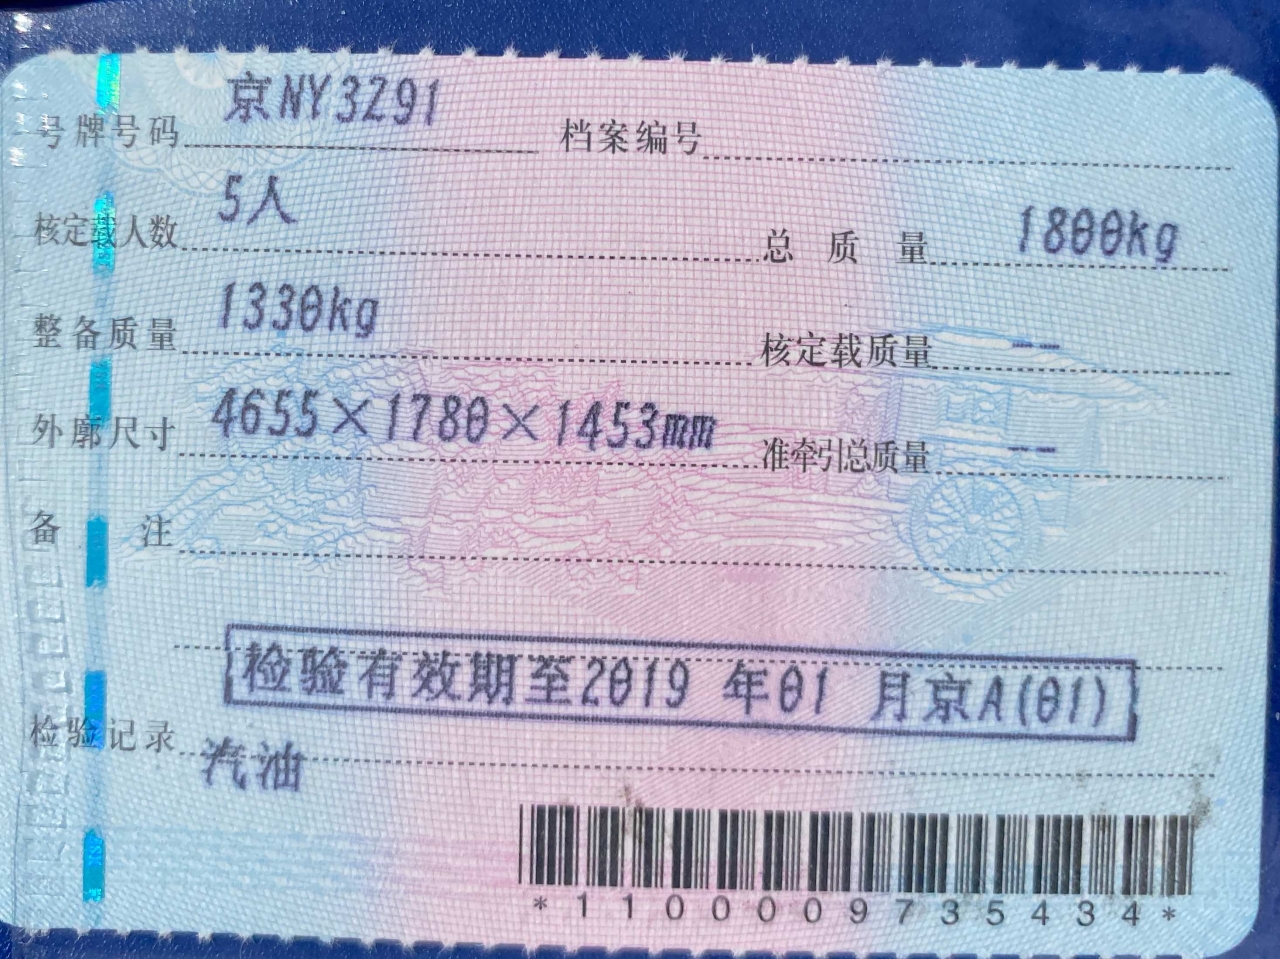 号牌号码 京NY3Z91 档案编号
核定载人数 5人 总质量 1800kg
整备质量 1330kg 核定载质量 --
外廓尺寸 4655×1780×1453mm 准牵引总质量 --
备注
检验有效期至2019 年01 月京A(01)
检验记录 汽油
*1100009735434*